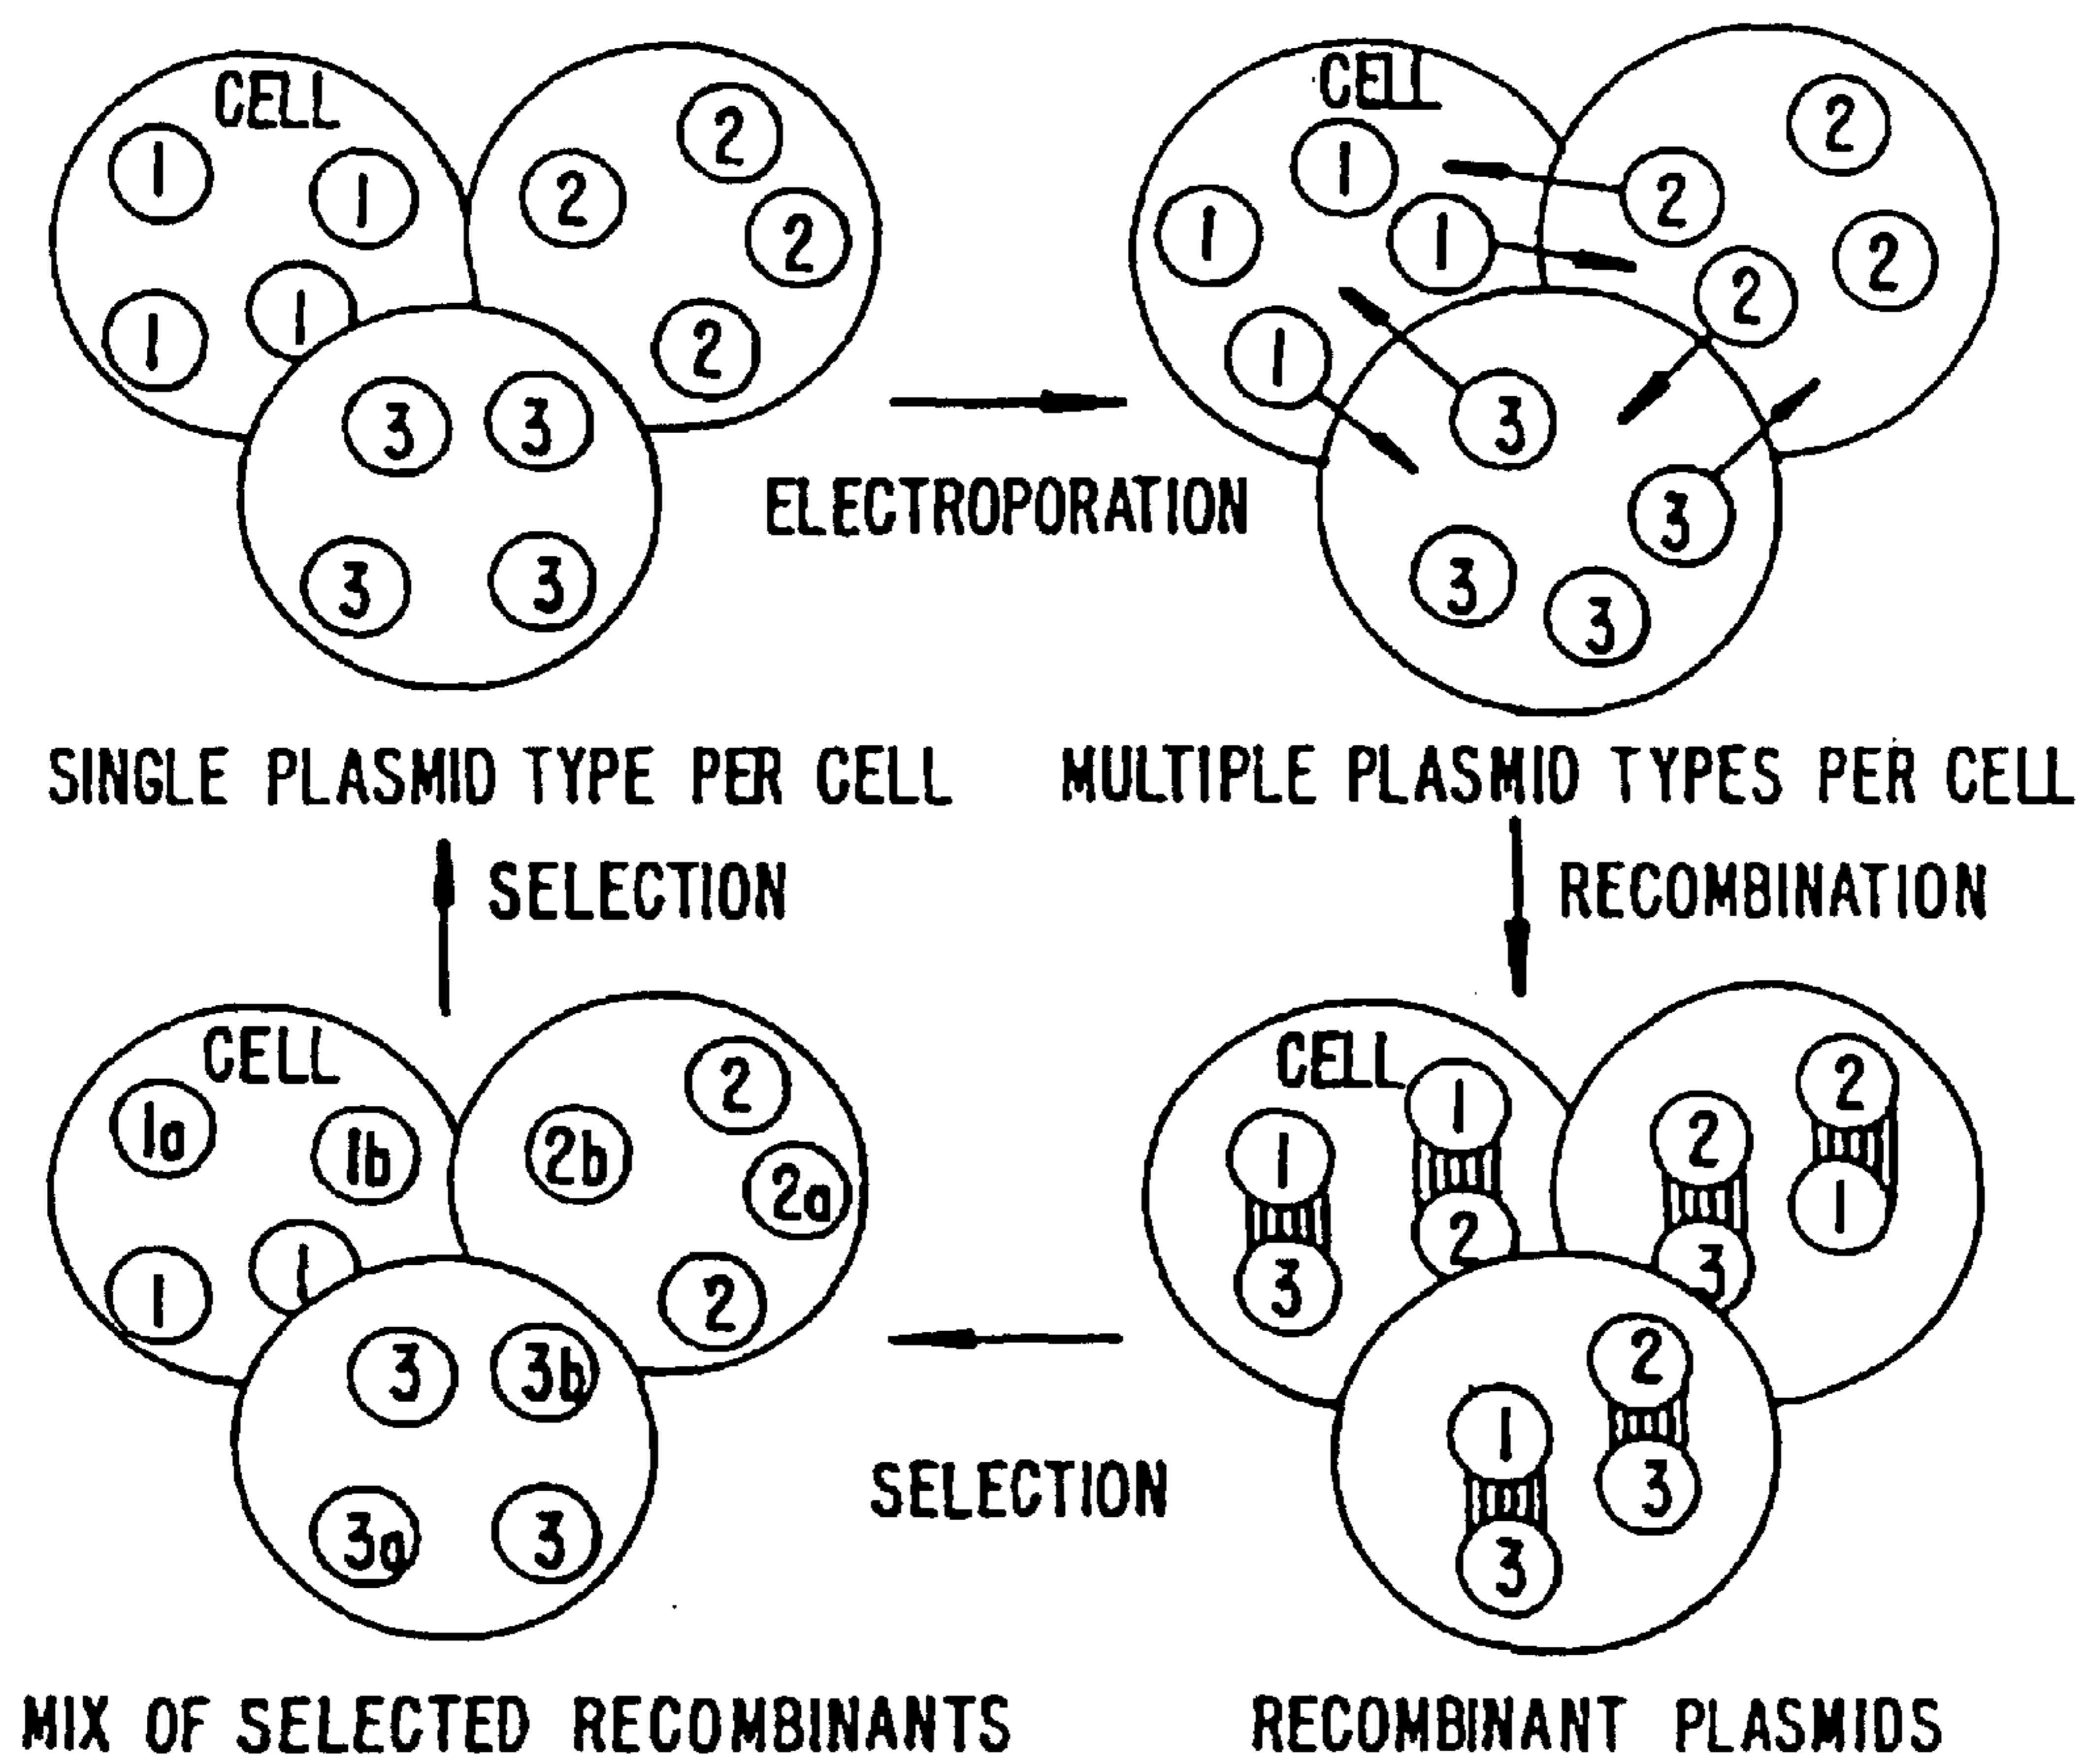 CELL
1
1
1
1
2
2
2
2
3
3
3
3
ELECTROPORATION
CELL
1
1
1
1
2
2
2
2
3
3
3
3
SINGLE PLASMID TYPE PER CELL
MULTIPLE PLASMID TYPES PER CELL
SELECTION
RECOMBINATION
CELL
1a
1b
1
1
2
2b
2a
2
3
3b
3a
3
SELECTION
CELL
1
3
1
2
2
3
2
1
1
3
2
3
MIX OF SELECTED RECOMBINANTS
RECOMBINANT PLASMIDS